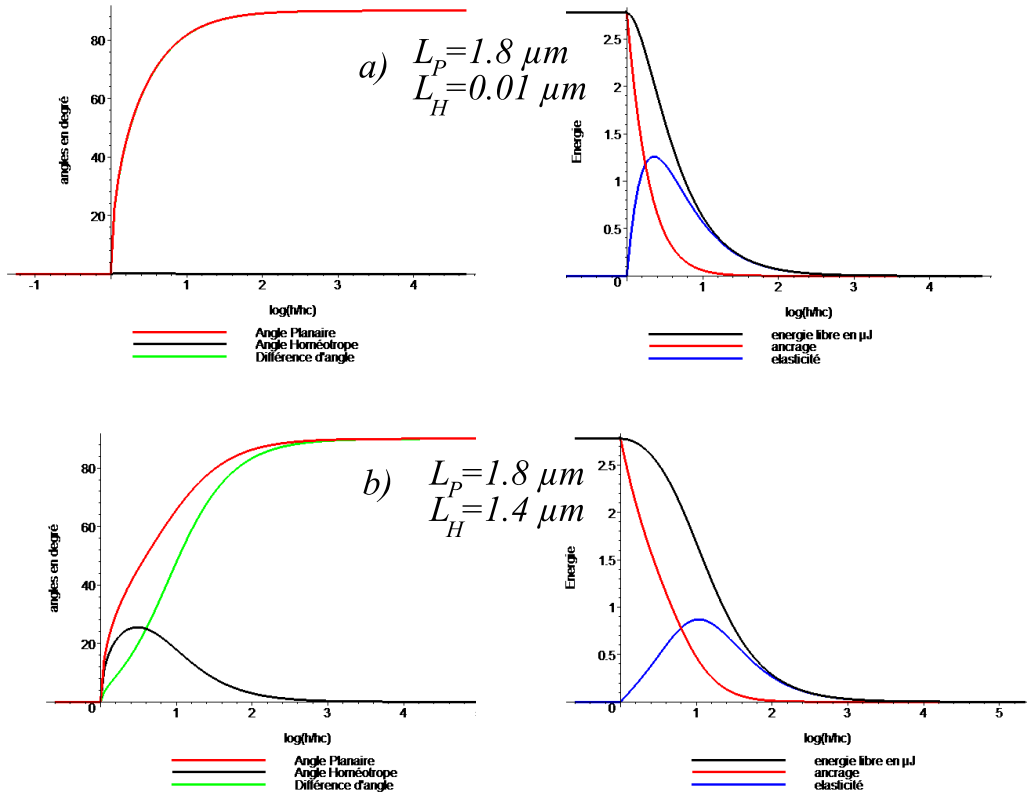 a) L_P=1.8 µm
L_H=0.01 µm
angles en degré
80
60
40
20
0
-1
1
2
3
4
log(h/hc)
Angle Planaire
Angle Homéotrope
Différence d'angle
Energie
2.5
2
1.5
1
0.5
0
1
2
3
4
log(h/hc)
energie libre en µJ
ancrage
elasticité
b) L_P=1.8 µm
L_H=1.4 µm
angles en degré
80
60
40
20
0
1
2
3
4
log(h/hc)
Angle Planaire
Angle Homéotrope
Différence d'angle
Energie
2.5
2
1.5
1
0.5
0
1
2
3
4
5
log(h/hc)
energie libre en µJ
ancrage
elasticité